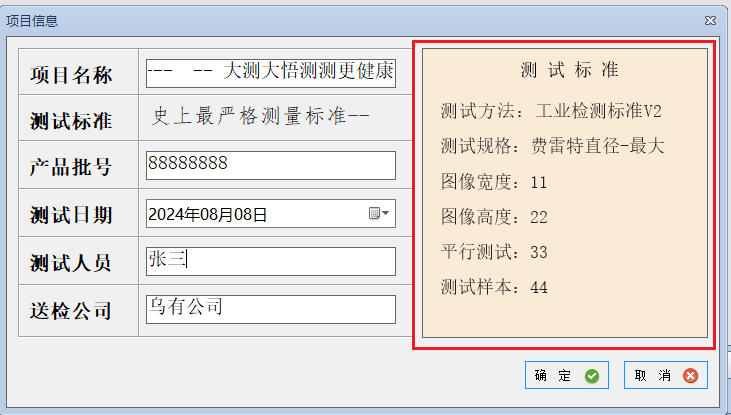 项目信息
项目名称 --- -- 大测大悟测测更健康
测试标准 史上最严格测量标准--
产品批号 88888888
测试日期 2024年08月08日
测试人员 张三
送检公司 乌有公司
测试标准
测试方法：工业检测标准V2
测试规格：费雷特直径-最大
图像宽度：11
图像高度：22
平行测试：33
测试样本：44
确定 取消